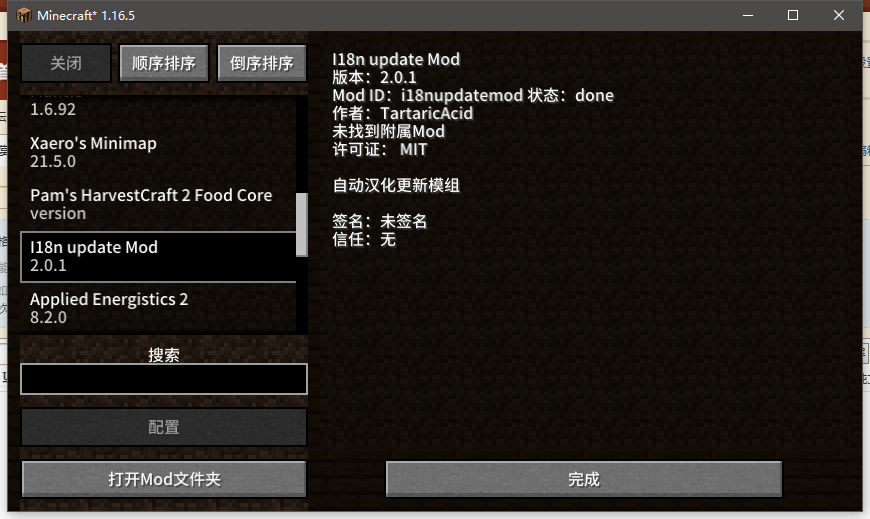 Minecraft* 1.16.5
关闭
顺序排序
倒序排序
1.6.92
Xaero's Minimap
21.5.0
Pam's HarvestCraft 2 Food Core
version
I18n update Mod
2.0.1
Applied Energistics 2
8.2.0
搜索
配置
打开Mod文件夹
I18n update Mod
版本：2.0.1
Mod ID：i18nupdatemod 状态：done
作者：TartaricAcid
未找到附属Mod
许可证： MIT
自动汉化更新模组
签名：未签名
信任：无
完成